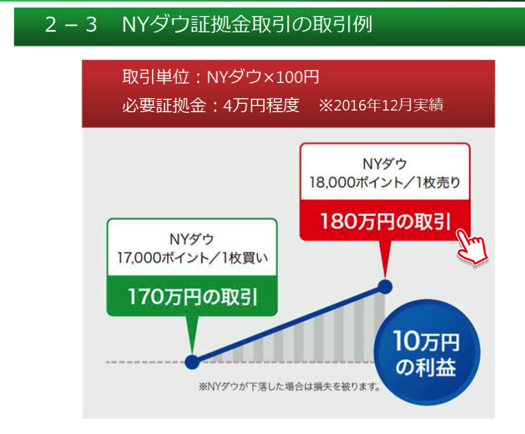 2－3　NYダウ証拠金取引の取引例
取引単位：NYダウ×100円
必要証拠金：4万円程度　※2016年12月実績
NYダウ
18,000ポイント／1枚売り
180万円の取引
NYダウ
17,000ポイント／1枚買い
170万円の取引
10万円
の利益
※NYダウが下落した場合は損失を被ります。